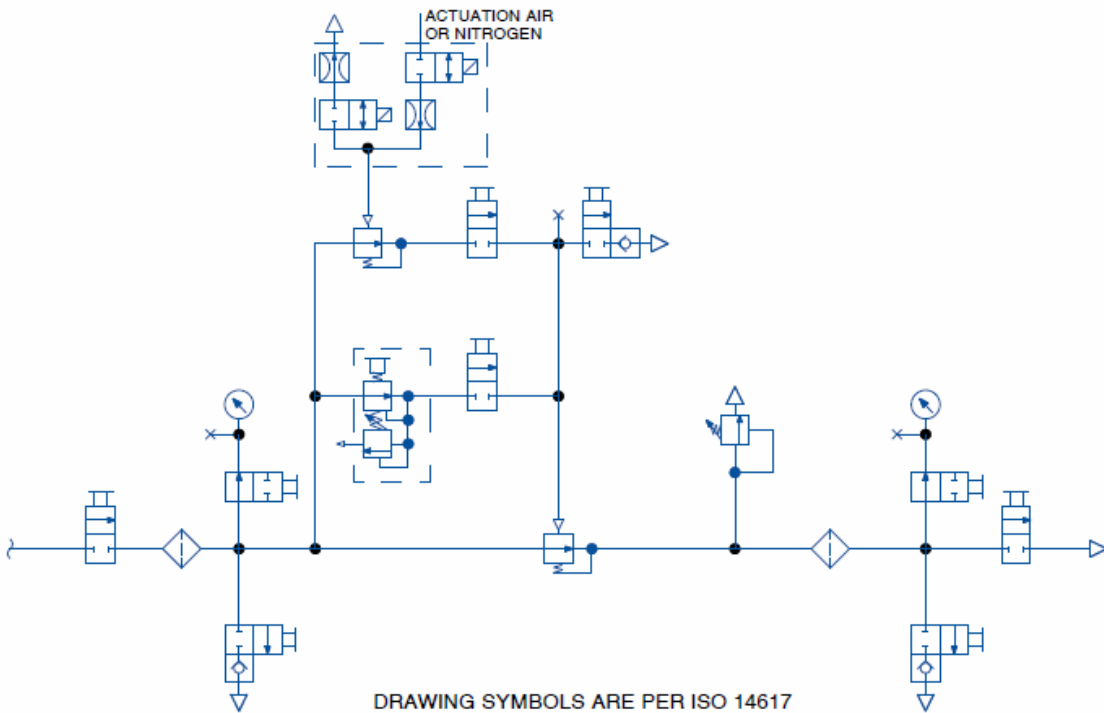 ACTUATION AIR
OR NITROGEN
DRAWING SYMBOLS ARE PER ISO 14617